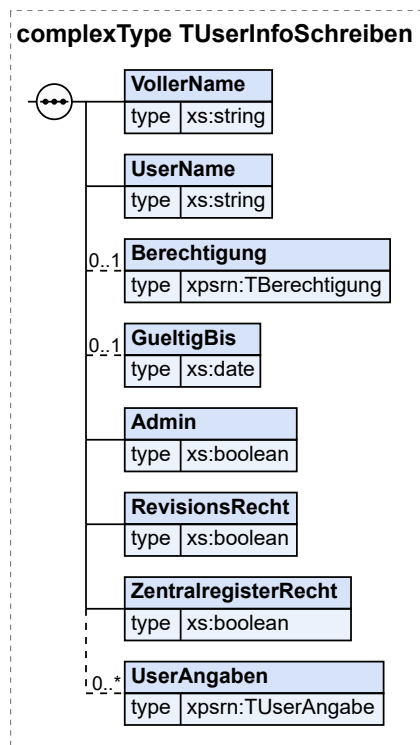 complexType TUserInfoSchreiben
VollerName
type xs:string
UserName
type xs:string
0..1 Berechtigung
type xpsrn:TBerechtigung
0..1 GueltigBis
type xs:date
Admin
type xs:boolean
RevisionsRecht
type xs:boolean
ZentralregisterRecht
type xs:boolean
0..* UserAngaben
type xpsrn:TUserAngabe